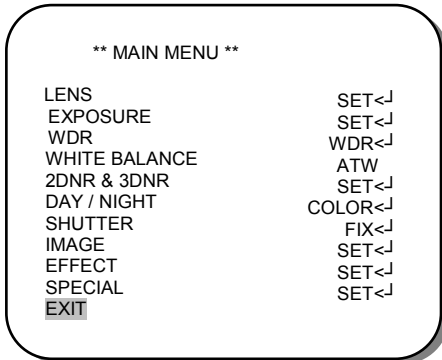 ** MAIN MENU **
LENS SET<┘
EXPOSURE SET<┘
WDR WDR<┘
WHITE BALANCE ATW
2DNR & 3DNR SET<┘
DAY / NIGHT COLOR<┘
SHUTTER FIX<┘
IMAGE SET<┘
EFFECT SET<┘
SPECIAL SET<┘
EXIT